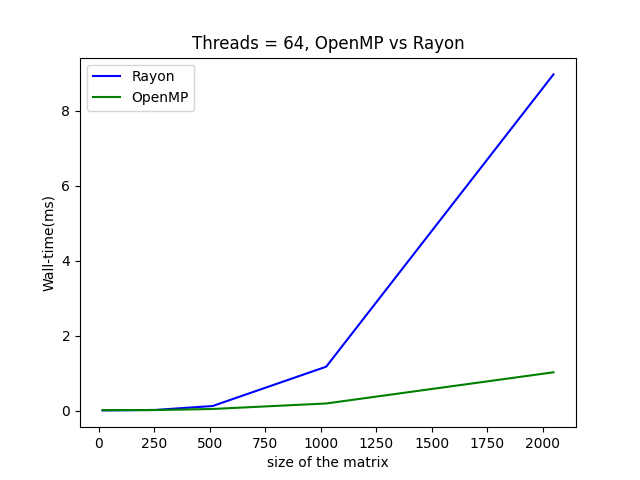 Threads = 64, OpenMP vs Rayon
Rayon
OpenMP
Wall-time(ms)
8
6
4
2
0
0 250 500 750 1000 1250 1500 1750 2000
size of the matrix